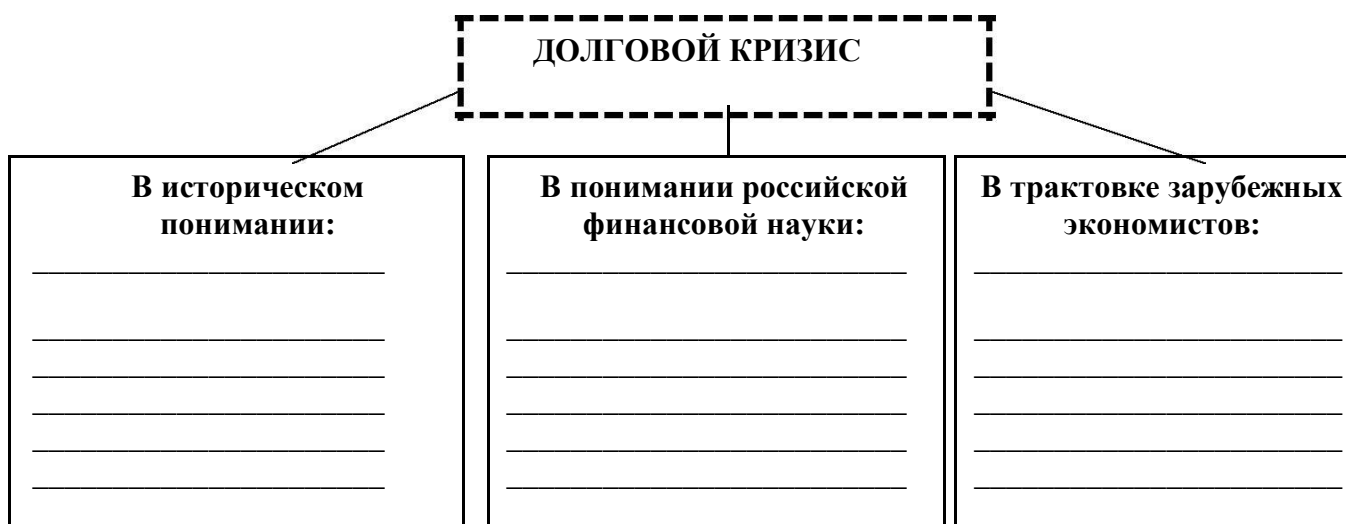 ДОЛГОВОЙ КРИЗИС
В историческом
понимании:
В понимании российской
финансовой науки:
В трактовке зарубежных
экономистов: